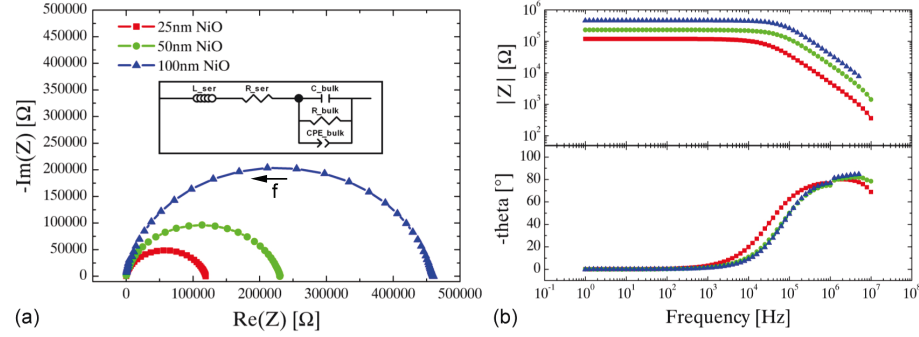 25nm NiO
50nm NiO
100nm NiO
L_ser
R_ser
C_bulk
R_bulk
CPE_bulk
f
-Im(Z) [Ω]
500000
450000
400000
350000
300000
250000
200000
150000
100000
50000
0
0 100000 200000 300000 400000 500000
Re(Z) [Ω]
(a)
|Z| [Ω]
10⁶
10⁵
10⁴
10³
10²
-theta [°]
100
80
60
40
20
0
10⁻¹ 10⁰ 10¹ 10² 10³ 10⁴ 10⁵ 10⁶ 10⁷ 10⁸
Frequency [Hz]
(b)